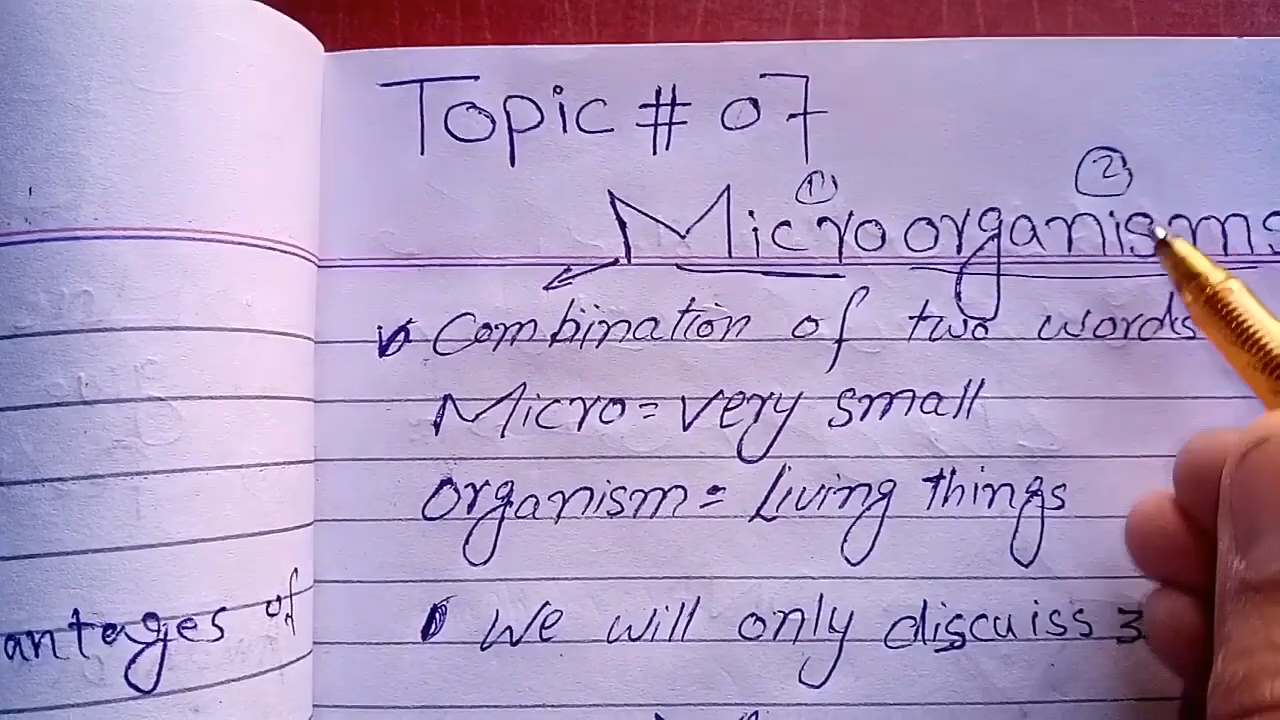 Topic # 07
① ②
Microorganisms
Combination of two words
Micro = very small
organism = Living things
We will only discuiss 3
antages of